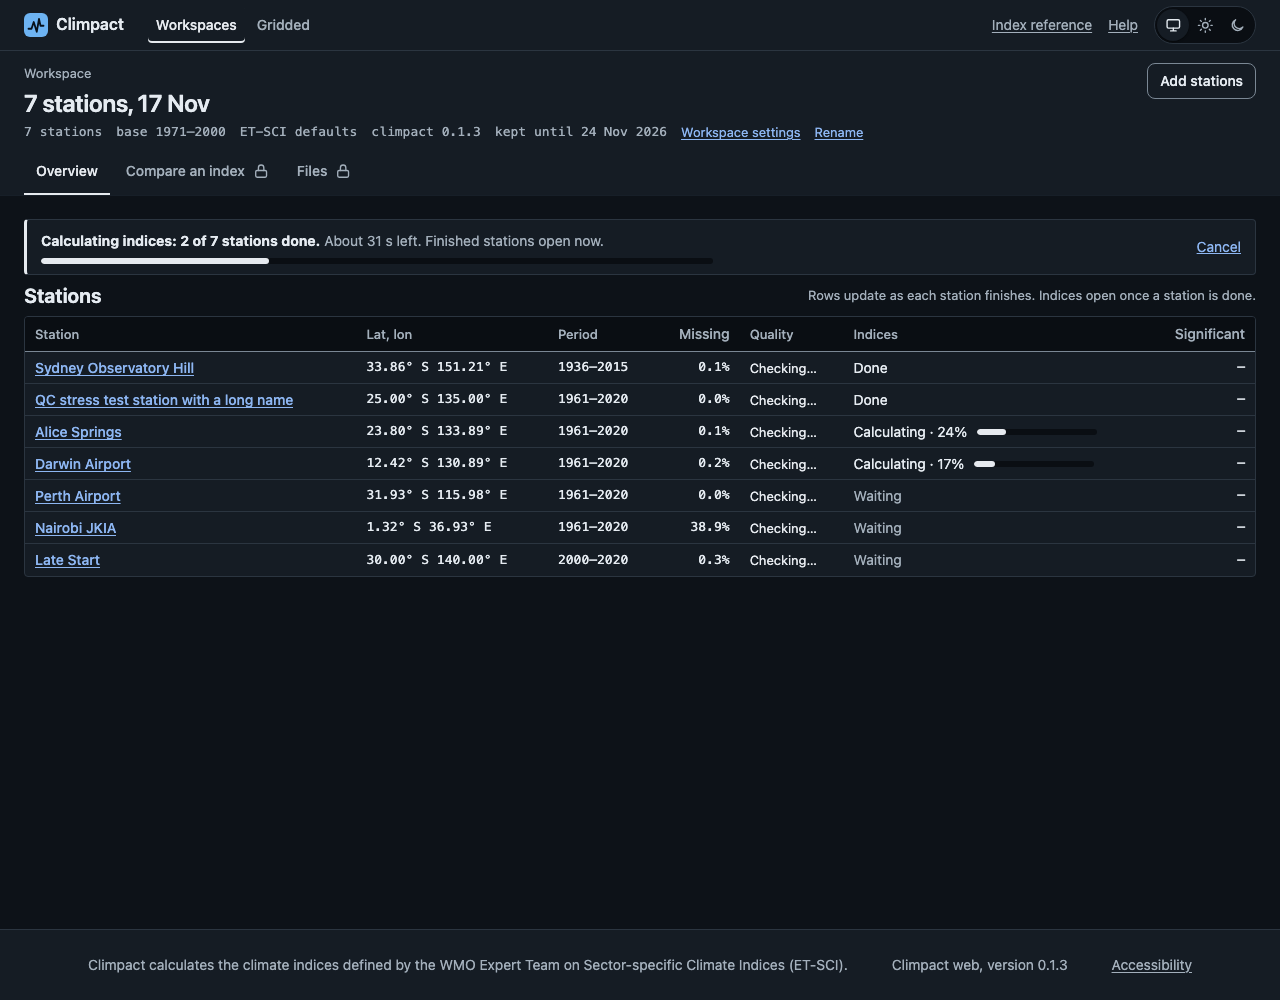 Climpact
Workspaces
Gridded
Index reference
Help
Workspace
7 stations, 17 Nov
Add stations
7 stations base 1971–2000 ET-SCI defaults climpact 0.1.3 kept until 24 Nov 2026 Workspace settings Rename
Overview
Compare an index
Files
Calculating indices: 2 of 7 stations done. About 31 s left. Finished stations open now.
Cancel
Stations
Rows update as each station finishes. Indices open once a station is done.
Station Lat, lon Period Missing Quality Indices Significant
Sydney Observatory Hill 33.86° S 151.21° E 1936–2015 0.1% Checking... Done –
QC stress test station with a long name 25.00° S 135.00° E 1961–2020 0.0% Checking... Done –
Alice Springs 23.80° S 133.89° E 1961–2020 0.1% Checking... Calculating · 24% –
Darwin Airport 12.42° S 130.89° E 1961–2020 0.2% Checking... Calculating · 17% –
Perth Airport 31.93° S 115.98° E 1961–2020 0.0% Checking... Waiting –
Nairobi JKIA 1.32° S 36.93° E 1961–2020 38.9% Checking... Waiting –
Late Start 30.00° S 140.00° E 2000–2020 0.3% Checking... Waiting –
Climpact calculates the climate indices defined by the WMO Expert Team on Sector-specific Climate Indices (ET-SCI).
Climpact web, version 0.1.3
Accessibility